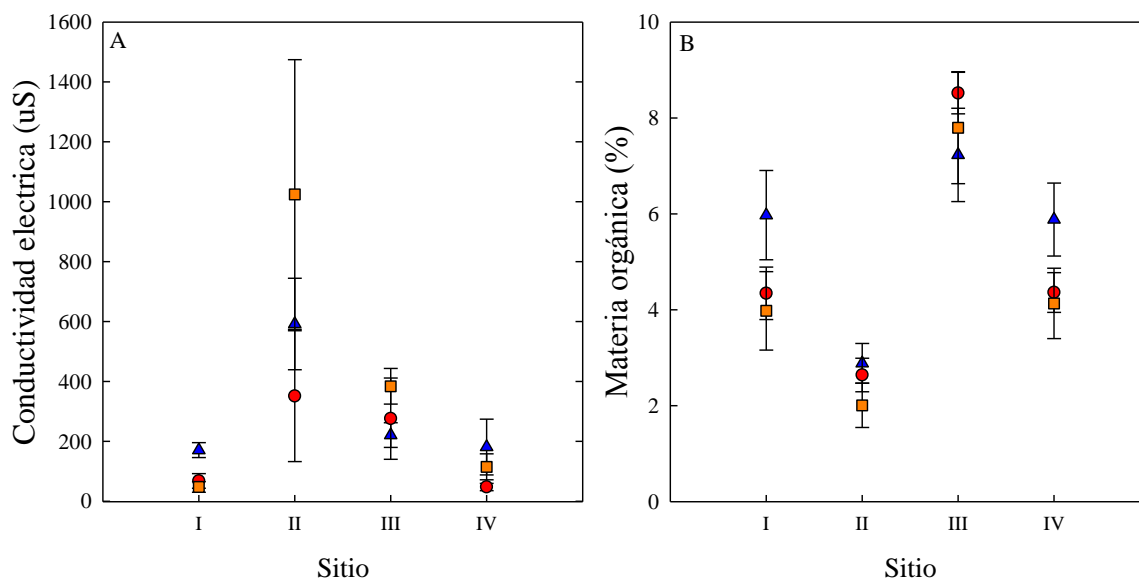 A
Conductividad electrica (uS)
1600
1400
1200
1000
800
600
400
200
0
I II III IV
Sitio
B
Materia orgánica (%)
10
8
6
4
2
0
I II III IV
Sitio